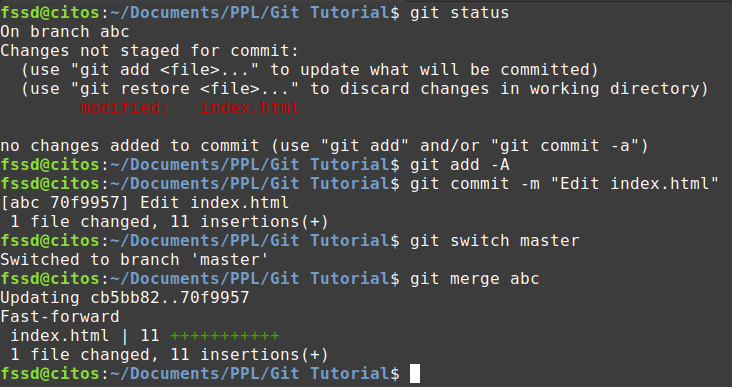 fssd@citos:~/Documents/PPL/Git Tutorial$ git status
On branch abc
Changes not staged for commit:
  (use "git add <file>..." to update what will be committed)
  (use "git restore <file>..." to discard changes in working directory)
        modified:   index.html

no changes added to commit (use "git add" and/or "git commit -a")
fssd@citos:~/Documents/PPL/Git Tutorial$ git add -A
fssd@citos:~/Documents/PPL/Git Tutorial$ git commit -m "Edit index.html"
[abc 70f9957] Edit index.html
 1 file changed, 11 insertions(+)
fssd@citos:~/Documents/PPL/Git Tutorial$ git switch master
Switched to branch 'master'
fssd@citos:~/Documents/PPL/Git Tutorial$ git merge abc
Updating cb5bb82..70f9957
Fast-forward
 index.html | 11 +++++++++++
 1 file changed, 11 insertions(+)
fssd@citos:~/Documents/PPL/Git Tutorial$